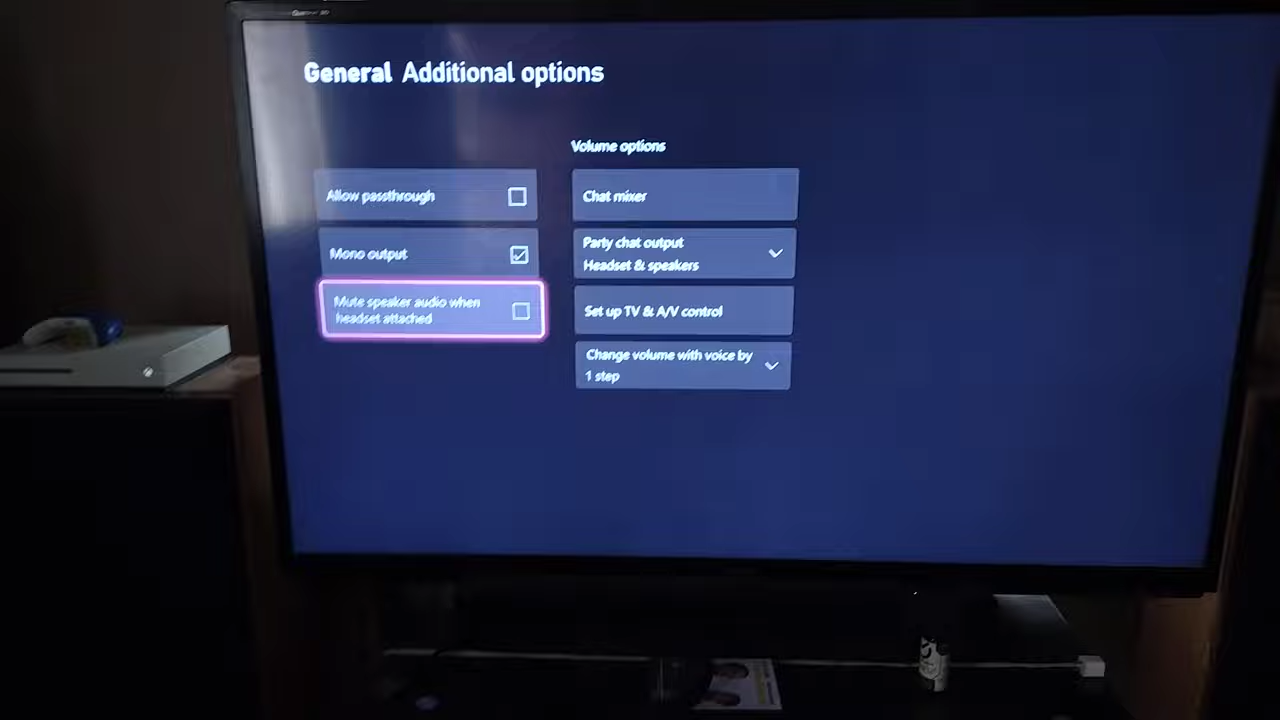 General Additional options
Allow passthrough
Mono output
Mute speaker audio when
headset attached
Volume options
Chat mixer
Party chat output
Headset & speakers
Set up TV & A/V control
Change volume with voice by
1 step